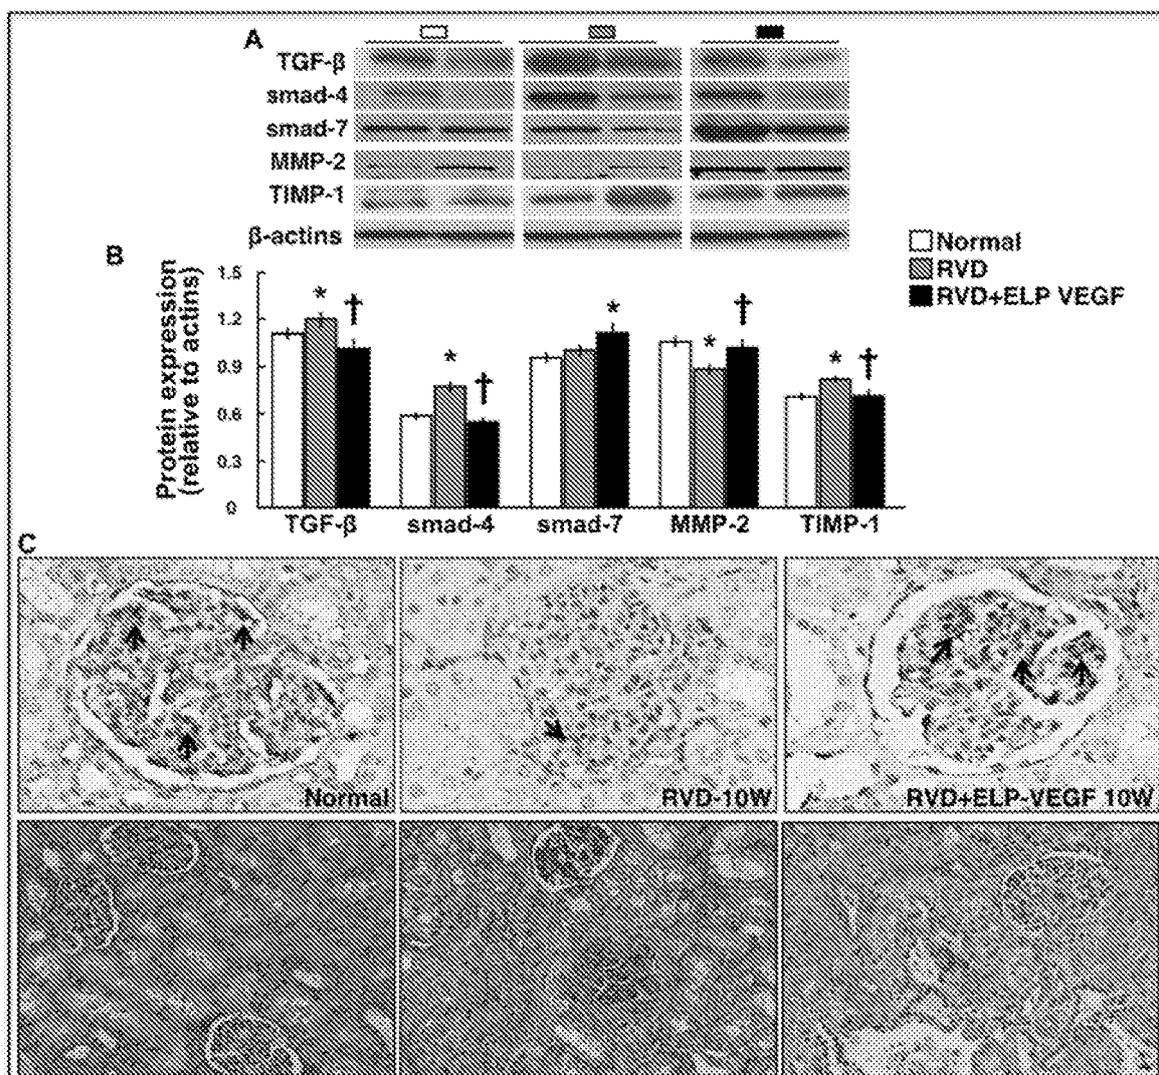 A
TGF-β
smad-4
smad-7
MMP-2
TIMP-1
β-actins
B
Normal
RVD
RVD+ELP VEGF
Protein expression
(relative to actins)
1.5
1.2
0.9
0.6
0.3
0
* † * † * * † * †
TGF-β smad-4 smad-7 MMP-2 TIMP-1
C
Normal RVD-10W RVD+ELP-VEGF 10W